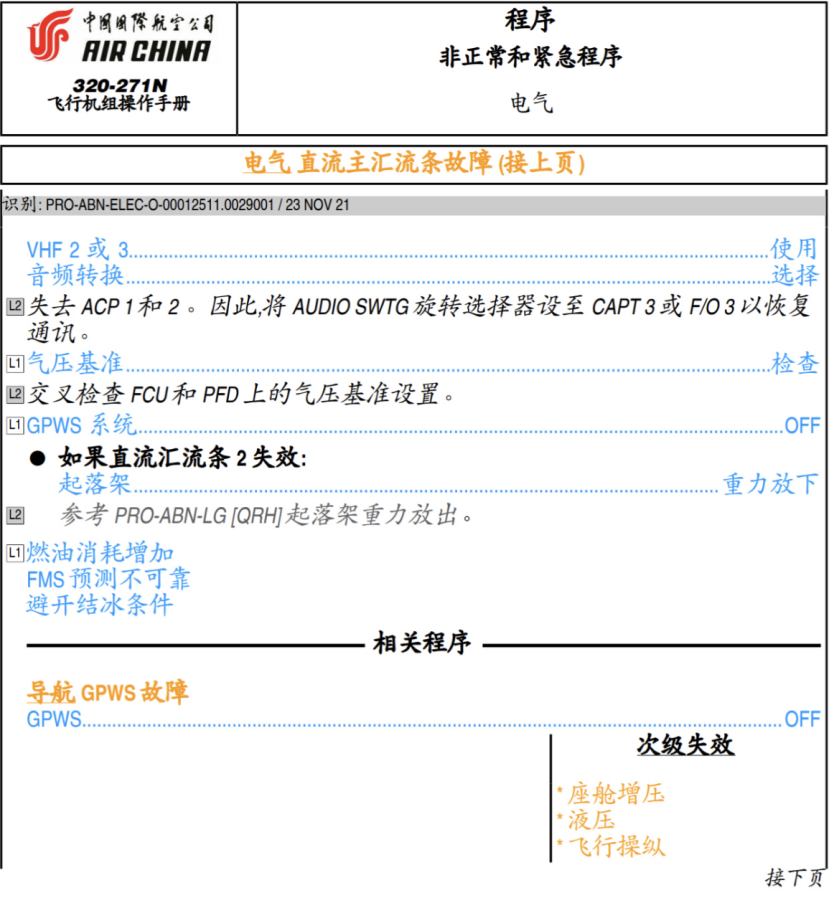 中国国际航空公司
AIR CHINA
320-271N
飞行机组操作手册
程序
非正常和紧急程序
电气
电气 直流主汇流条故障 (接上页)
识别: PRO-ABN-ELEC-O-00012511.0029001 / 23 NOV 21
VHF 2 或 3....................使用
音频转换....................选择
L2 失去 ACP 1 和 2 。 因此,将 AUDIO SWTG 旋转选择器设至 CAPT 3 或 F/O 3 以恢复
通讯。
L1 气压基准....................检查
L2 交叉检查 FCU 和 PFD 上的气压基准设置。
L1 GPWS 系统....................OFF
● 如果直流汇流条 2 失效:
起落架....................重力放下
L2 参考 PRO-ABN-LG [QRH] 起落架重力放出。
L1 燃油消耗增加
FMS 预测不可靠
避开结冰条件
相关程序
导航 GPWS 故障
GPWS....................OFF
次级失效
* 座舱增压
* 液压
* 飞行操纵
接下页